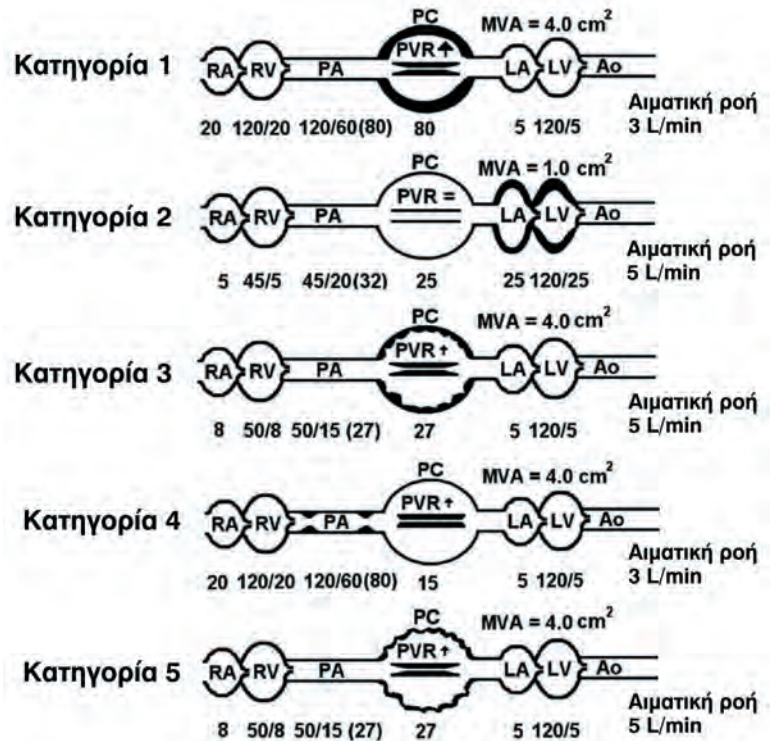 PC MVA = 4.0 cm²
Κατηγορία 1 RA RV PA PVR ↑ LA LV Ao
Αιματική ροή
20 120/20 120/60(80) 80 5 120/5 3 L/min
PC MVA = 1.0 cm²
Κατηγορία 2 RA RV PA PVR = LA LV Ao
Αιματική ροή
5 45/5 45/20(32) 25 25 120/25 5 L/min
PC MVA = 4.0 cm²
Κατηγορία 3 RA RV PA PVR ↑ LA LV Ao
Αιματική ροή
8 50/8 50/15 (27) 27 5 120/5 5 L/min
PC MVA = 4.0 cm²
Κατηγορία 4 RA RV PA PVR ↑ LA LV Ao
Αιματική ροή
20 120/20 120/60(80) 15 5 120/5 3 L/min
PC MVA = 4.0 cm²
Κατηγορία 5 RA RV PA PVR ↑ LA LV Ao
Αιματική ροή
8 50/8 50/15 (27) 27 5 120/5 5 L/min